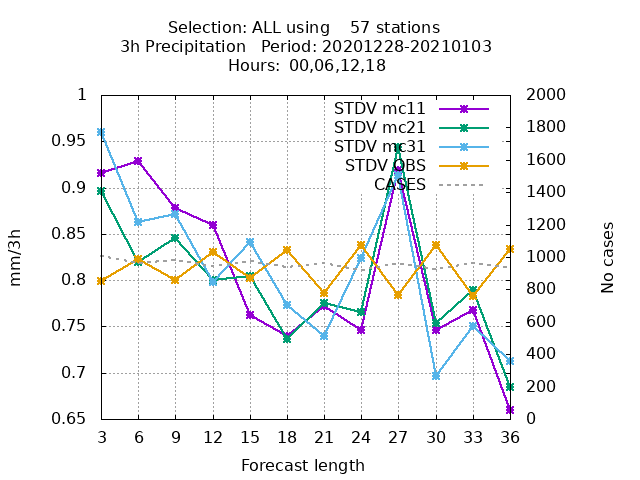 Selection: ALL using    57 stations
3h Precipitation   Period: 20201228-20210103
Hours:  00,06,12,18
1
0.95
0.9
0.85
0.8
0.75
0.7
0.65
mm/3h
2000
1800
1600
1400
1200
1000
800
600
400
200
0
No cases
STDV mc11
STDV mc21
STDV mc31
STDV OBS
CASES
3 6 9 12 15 18 21 24 27 30 33 36
Forecast length